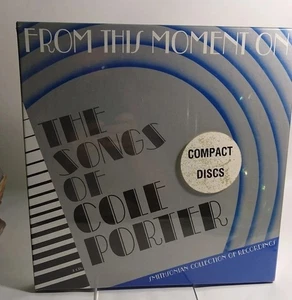 FROM THIS MOMENT ON
THE
SONGS
OF
COLE
PORTER
COMPACT
DISCS
SMITHSONIAN COLLECTION OF RECORDINGS